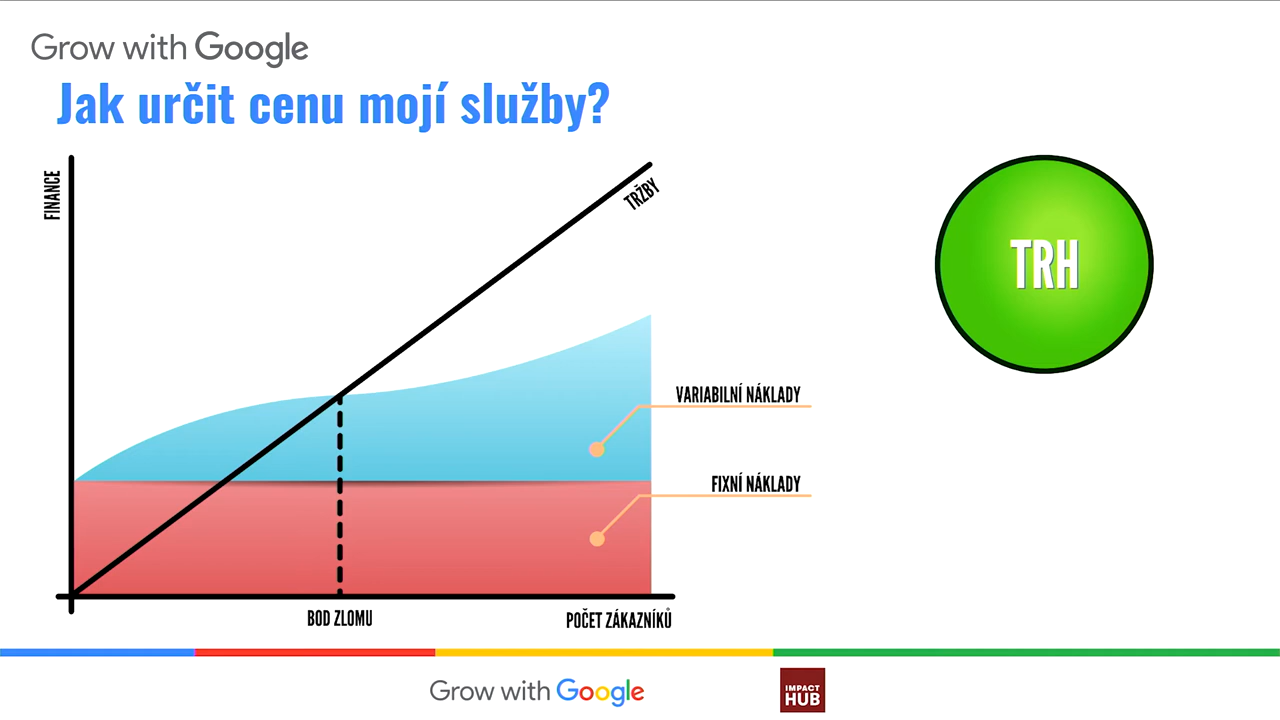 Grow with Google
Jak určit cenu mojí služby?
FINANCE
TRŽBY
TRH
VARIABILNÍ NÁKLADY
FIXNÍ NÁKLADY
BOD ZLOMU
POČET ZÁKAZNÍKŮ
Grow with Google
IMPACT
HUB